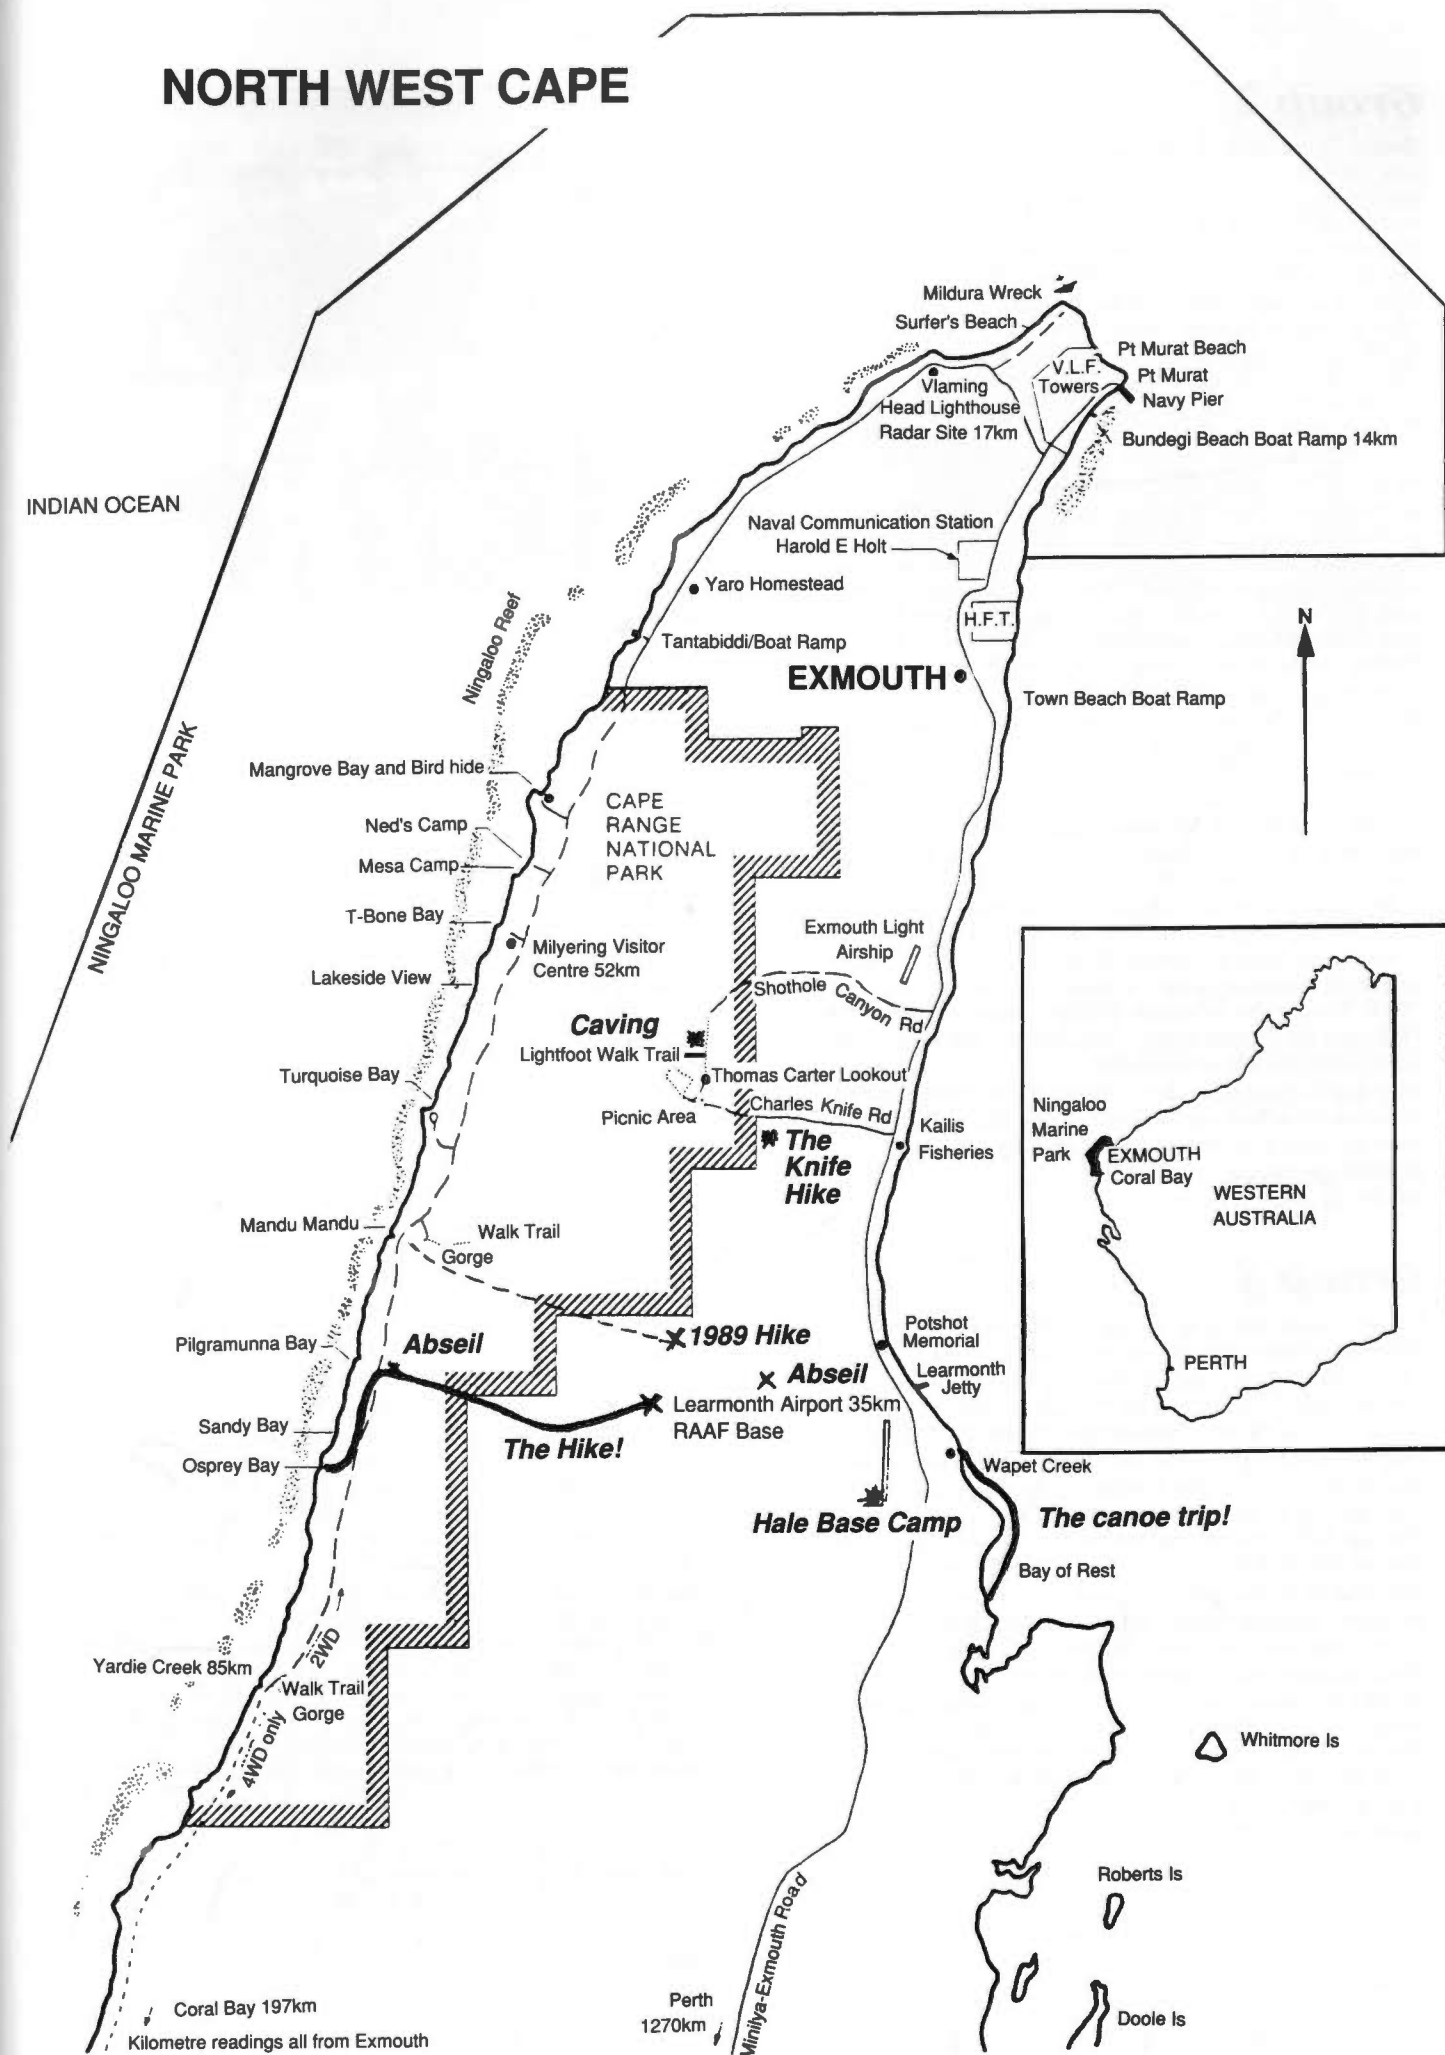 NORTH WEST CAPE
Mildura Wreck
Surfer's Beach
Pt Murat Beach
V.L.F.
Towers
Pt Murat
Navy Pier
Vlaming
Head Lighthouse
Radar Site 17km
Bundegi Beach Boat Ramp 14km
INDIAN OCEAN
Naval Communication Station
Harold E Holt
Yaro Homestead
H.F.T.
N
Ningaloo Reef
Tantabiddi/Boat Ramp
EXMOUTH
Town Beach Boat Ramp
NINGALOO MARINE PARK
Mangrove Bay and Bird hide
CAPE
RANGE
NATIONAL
PARK
Ned's Camp
Mesa Camp
T-Bone Bay
Milyering Visitor
Centre 52km
Lakeside View
Exmouth Light
Airship
Shothole Canyon Rd
Caving
Lightfoot Walk Trail
Thomas Carter Lookout
Turquoise Bay
Picnic Area
Charles Knife Rd
Kailis
Fisheries
The
Knife
Hike
Ningaloo
Marine
Park
EXMOUTH
Coral Bay
WESTERN
AUSTRALIA
PERTH
Mandu Mandu
Walk Trail
Gorge
Pilgramunna Bay
Abseil
1989 Hike
Potshot
Memorial
Abseil
Learmonth
Jetty
Learmonth Airport 35km
RAAF Base
Sandy Bay
The Hike!
Osprey Bay
Wapet Creek
Hale Base Camp
The canoe trip!
Bay of Rest
2WD
Yardie Creek 85km
Walk Trail
Gorge
4WD only
Whitmore Is
Roberts Is
Minilya-Exmouth Road
Coral Bay 197km
Perth
1270km
Doole Is
Kilometre readings all from Exmouth